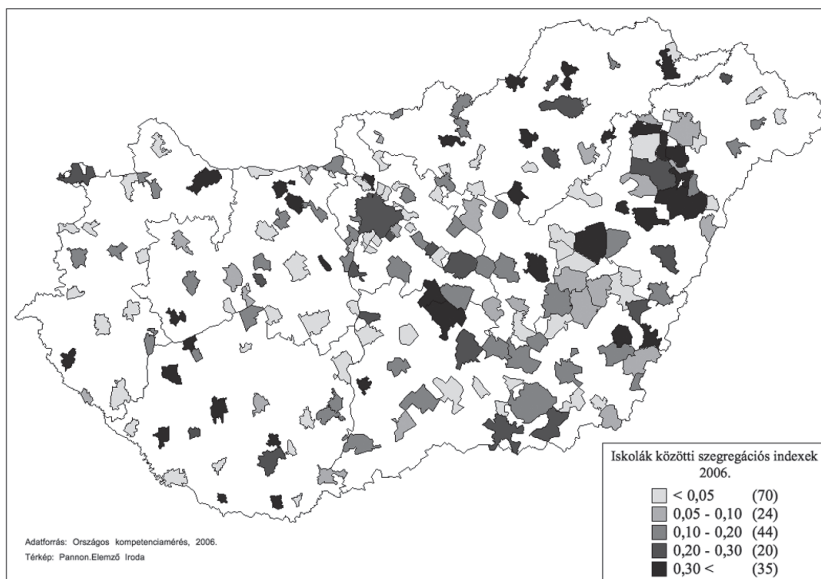 Iskolák közötti szegregációs indexek
2006.
< 0,05 (70)
0,05 - 0,10 (24)
0,10 - 0,20 (44)
0,20 - 0,30 (20)
0,30 < (35)
Adatforrás: Országos kompetenciamérés, 2006.
Térkép: Pannon.Elemző Iroda